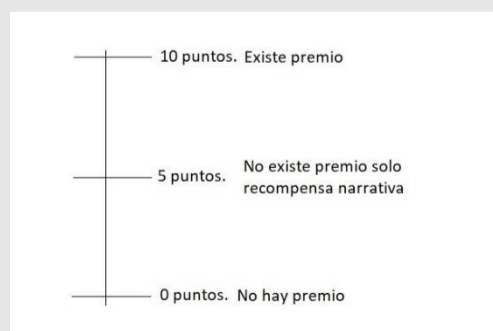 10 puntos. Existe premio
5 puntos. No existe premio solo
recompensa narrativa
0 puntos. No hay premio